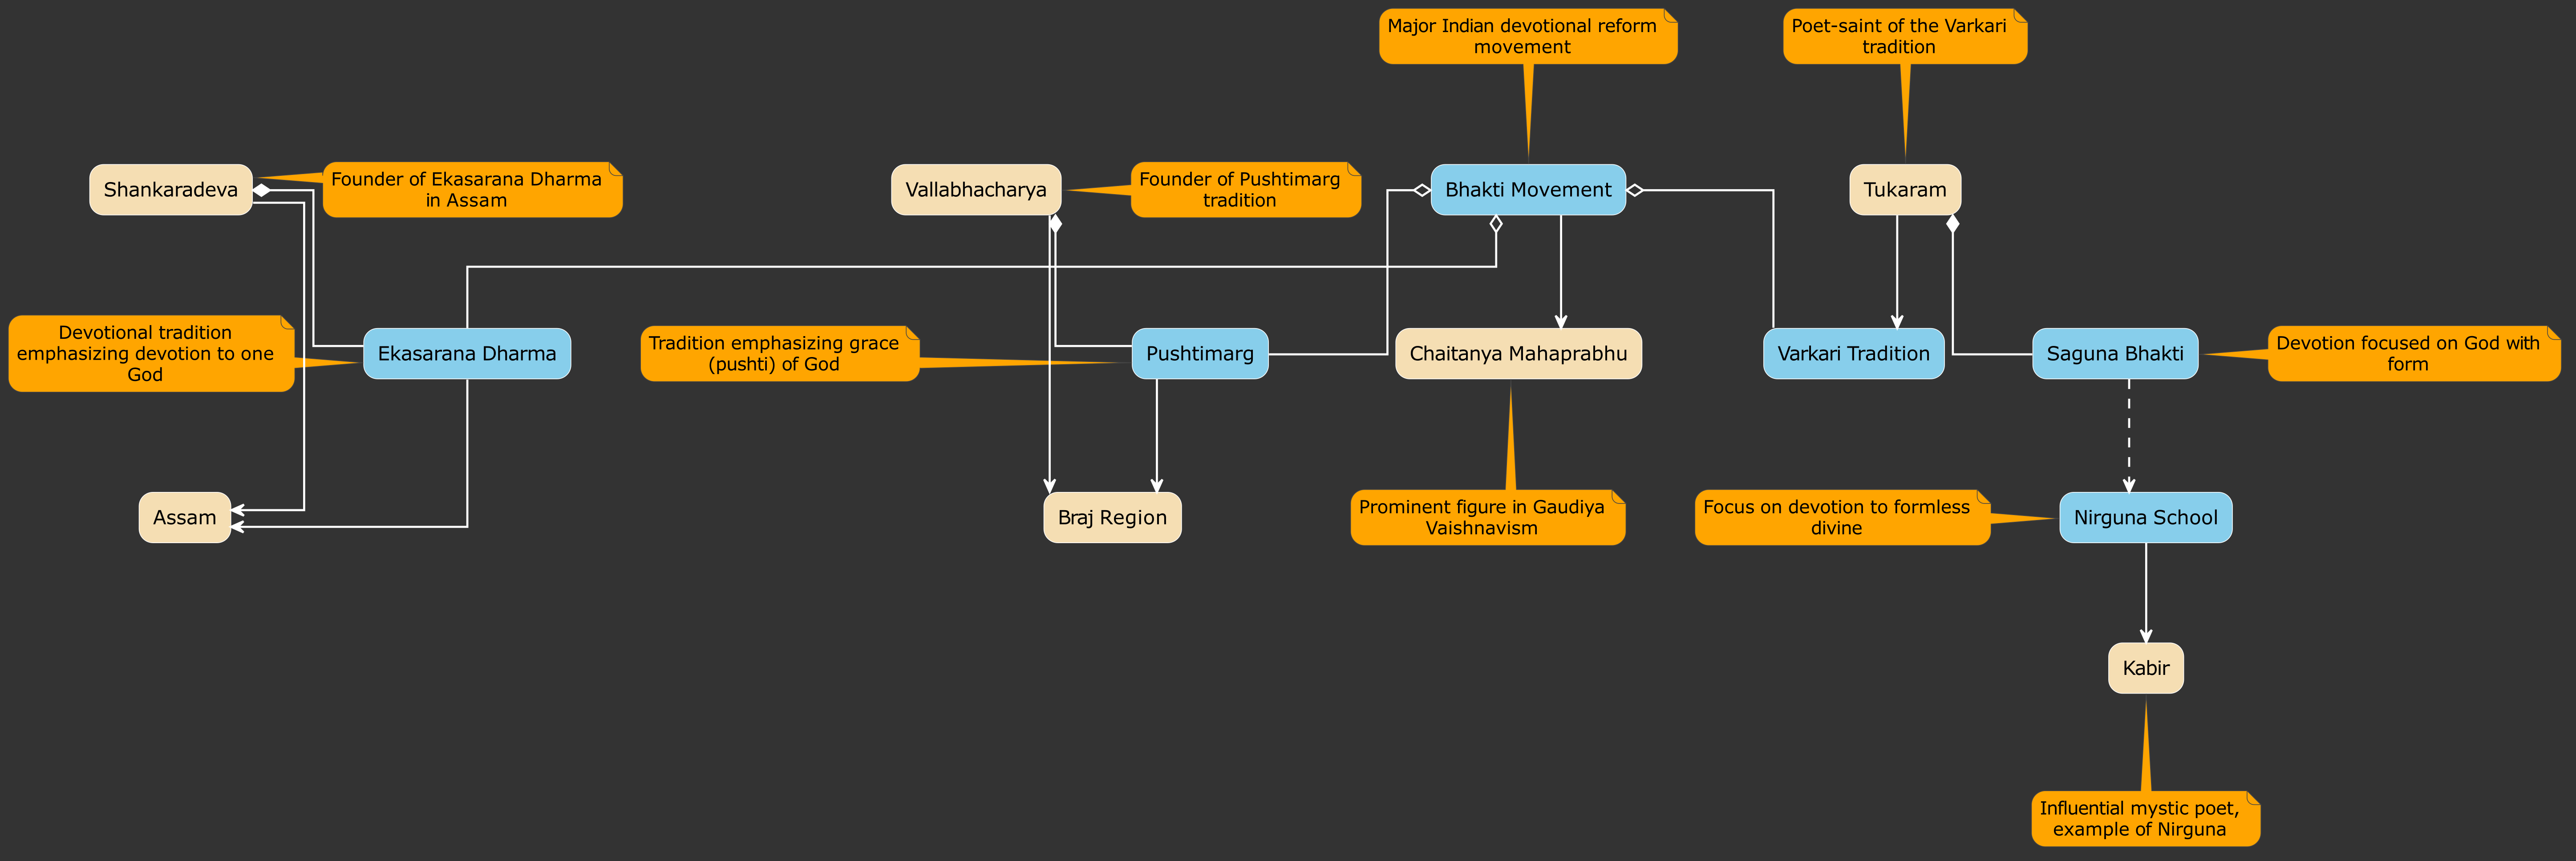 Major Indian devotional reform
movement
Poet-saint of the Varkari
tradition
Shankaradeva
Founder of Ekasarana Dharma
in Assam
Vallabhacharya
Founder of Pushtimarg
tradition
Bhakti Movement
Tukaram
Devotional tradition
emphasizing devotion to one
God
Ekasarana Dharma
Tradition emphasizing grace
(pushti) of God
Pushtimarg
Chaitanya Mahaprabhu
Varkari Tradition
Saguna Bhakti
Devotion focused on God with
form
Assam
Braj Region
Prominent figure in Gaudiya
Vaishnavism
Focus on devotion to formless
divine
Nirguna School
Kabir
Influential mystic poet,
example of Nirguna